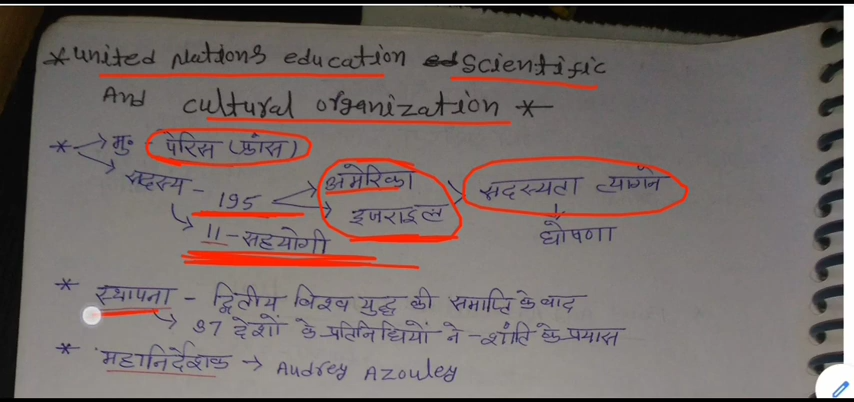 * United Nations education Scientific
And cultural organization *
* → मु॰ - पेरिस (फ्रांस)
→ सदस्य - 195 → अमेरिका → इजराइल > सदस्यता त्यागने
↓ घोषणा
→ 11 - सहयोगी
* स्थापना - द्वितीय विश्व युद्ध की समाप्ति के बाद
→ 37 देशों के प्रतिनिधियों ने - शांति के प्रयास
* महानिर्देशक → Audrey Azouley